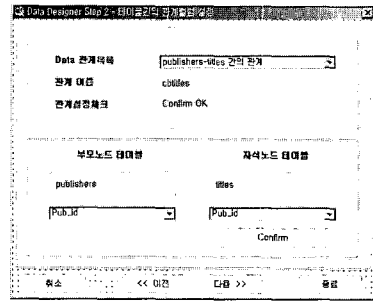 Data Designer Step 2 - 테이블간의 관계컬럼 설정
Data 관계목록 publishers-titles 간의 관계
관계 이름 cbtitles
관계설정체크 Confirm OK
부모노드 테이블 자식노드 테이블
publishers titles
Pub_id Pub_id
Confirm
취소 << 이전 다음 >> 종료